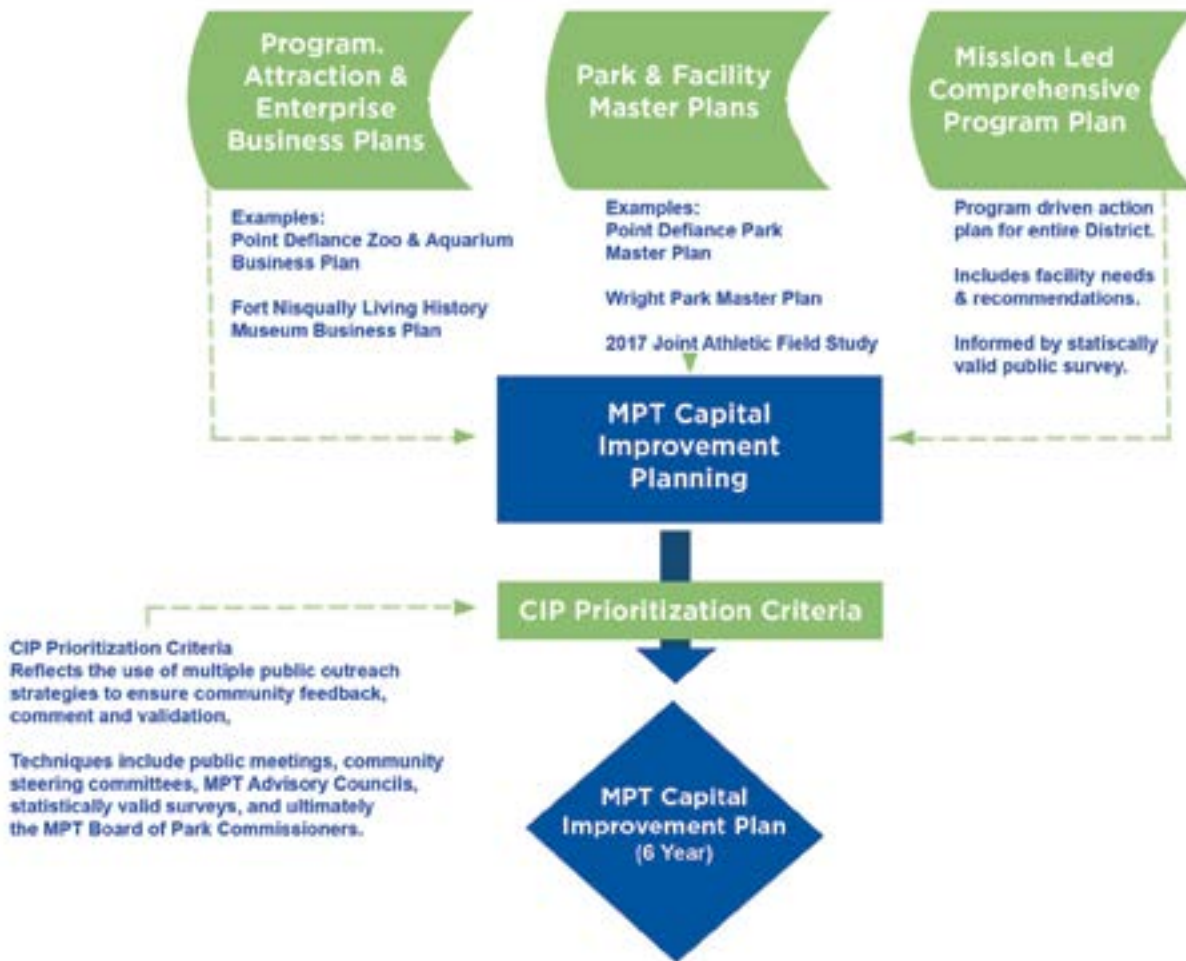 Program.
Attraction &
Enterprise
Business Plans
Park & Facility
Master Plans
Mission Led
Comprehensive
Program Plan
Examples:
Point Defiance Zoo & Aquarium
Business Plan
Fort Nisqually Living History
Museum Business Plan
Examples:
Point Defiance Park
Master Plan
Wright Park Master Plan
2017 Joint Athletic Field Study
Program driven action
plan for entire District.
Includes facility needs
& recommendations.
Informed by statiscally
valid public survey.
MPT Capital
Improvement
Planning
CIP Prioritization Criteria
CIP Prioritization Criteria
Reflects the use of multiple public outreach
strategies to ensure community feedback,
comment and validation,
Techniques include public meetings, community
steering committees, MPT Advisory Councils,
statistically valid surveys, and ultimately
the MPT Board of Park Commissioners.
MPT Capital
Improvement Plan
(6 Year)